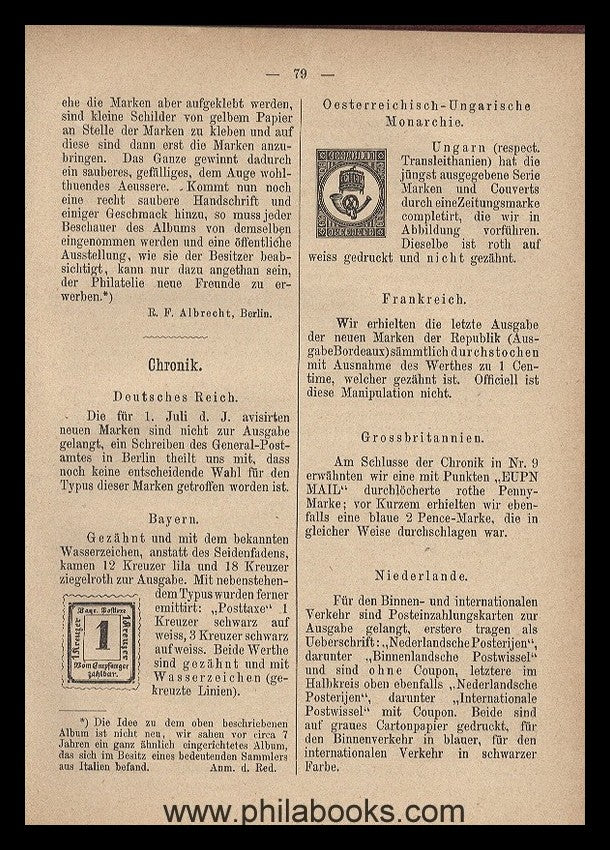 — 79 —
ehe die Marken aber aufgeklebt werden,
sind kleine Schilder von gelbem Papier
an Stelle der Marken zu kleben und auf
diese sind dann erst die Marken anzu-
bringen. Das Ganze gewinnt dadurch
ein sauberes, gefälliges, dem Auge wohl-
thuendes Aeussere. Kommt nun noch
eine recht saubere Handschrift und
einiger Geschmack hinzu, so muss jeder
Beschauer des Albums von demselben
eingenommen werden und eine öffentliche
Ausstellung, wie sie der Besitzer beab-
sichtigt, kann nur dazu angethan sein,
der Philatelie neue Freunde zu er-
werben.*)
R. F. Albrecht, Berlin.
Chronik.
Deutsches Reich.
Die für 1. Juli d. J. avisirten
neuen Marken sind nicht zur Ausgabe
gelangt, ein Schreiben des General-Post-
amtes in Berlin theilt uns mit, dass
noch keine entscheidende Wahl für den
Typus dieser Marken getroffen worden ist.
Bayern.
Gezähnt und mit dem bekannten
Wasserzeichen, anstatt des Seidenfadens,
kamen 12 Kreuzer lila und 18 Kreuzer
ziegelroth zur Ausgabe. Mit nebenstehen-
dem Typus wurden ferner
emittirt: „Posttaxe“ 1
Kreuzer schwarz auf
weiss, 3 Kreuzer schwarz
auf weiss. Beide Werthe
sind gezähnt und mit
Wasserzeichen (ge-
kreuzte Linien).
Bayr. Posttaxe
1 Kreuzer
1
1 Kreuzer
Vom Empfänger
zahlbar.
*) Die Idee zu dem oben beschriebenen
Album ist nicht neu, wir sahen vor circa 7
Jahren ein ganz ähnlich eingerichtetes Album,
das sich im Besitz eines bedeutenden Sammlers
aus Italien befand. Anm. d. Red.
Oesterreichisch-Ungarische
Monarchie.
Ungarn (respect.
Transleithanien) hat die
jüngst ausgegebene Serie
Marken und Couverts
durch eine Zeitungsmarke
completirt, die wir in
Abbildung vorführen.
Dieselbe ist roth auf
weiss gedruckt und nicht gezähnt.
Frankreich.
Wir erhielten die letzte Ausgabe
der neuen Marken der Republik (Aus-
gabe Bordeaux) sämmtlich durchstochen
mit Ausnahme des Werthes zu 1 Cen-
time, welcher gezähnt ist. Officiell ist
diese Manipulation nicht.
Grossbritannien.
Am Schlusse der Chronik in Nr. 9
erwähnten wir eine mit Punkten „EUPN
MAIL“ durchlöcherte rothe Penny-
Marke; vor Kurzem erhielten wir eben-
falls eine blaue 2 Pence-Marke, die in
gleicher Weise durchschlagen war.
Niederlande.
Für den Binnen- und internationalen
Verkehr sind Posteinzahlungskarten zur
Ausgabe gelangt, erstere tragen als
Ueberschrift: „Nederlandsche Posterijen“,
darunter „Binnenlandsche Postwissel“
und sind ohne Coupon, letztere im
Halbkreis oben ebenfalls „Nederlandsche
Posterijen“, darunter „Internationale
Postwissel“ mit Coupon. Beide sind
auf graues Cartonpapier gedruckt, für
den Binnenverkehr in blauer, für den
internationalen Verkehr in schwarzer
Farbe.
www.philabooks.com